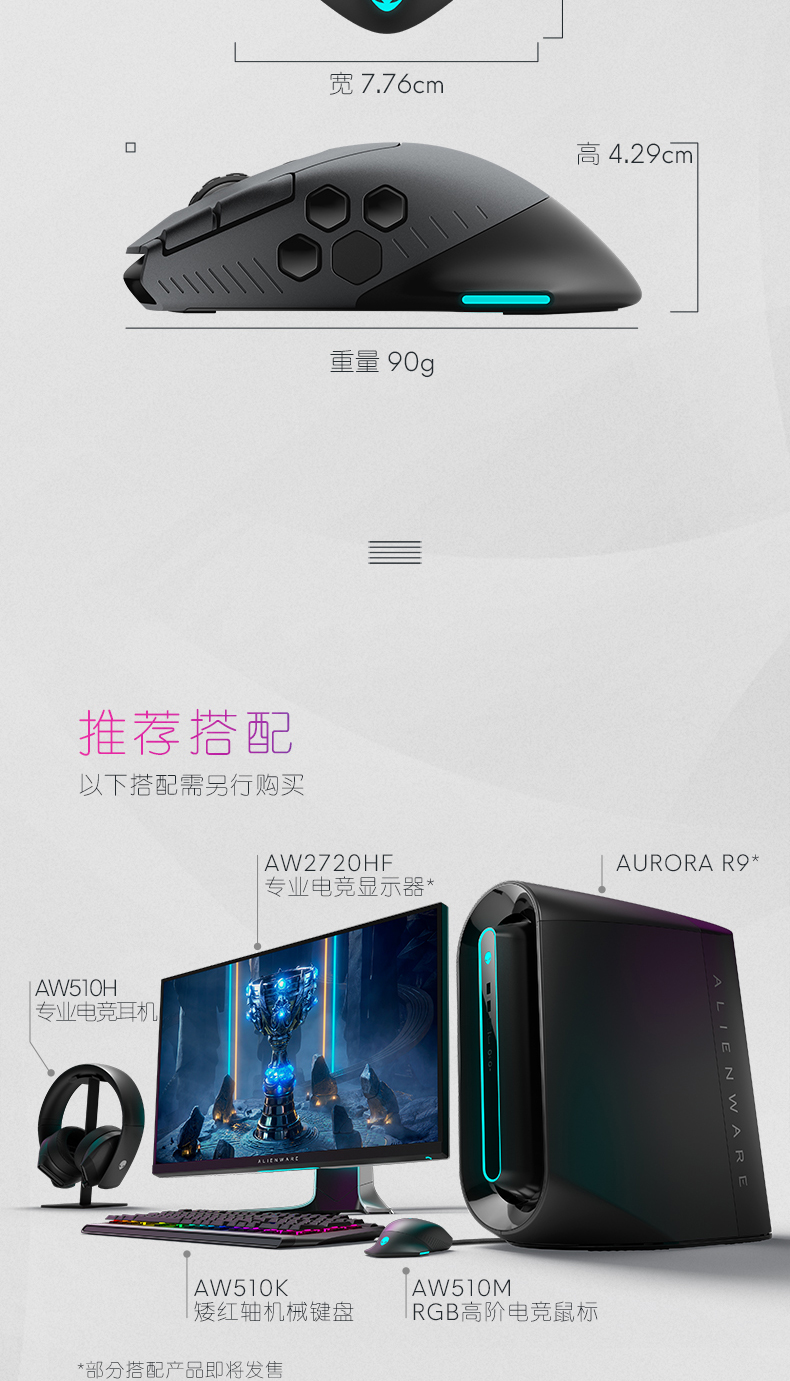 宽 7.76cm
高 4.29cm
重量 90g
推荐搭配
以下搭配需另行购买
AW2720HF
专业电竞显示器*
AURORA R9*
AW510H
专业电竞耳机
ALIENWARE
ALIENWARE
AW510K
矮红轴机械键盘
AW510M
RGB高阶电竞鼠标
*部分搭配产品即将发售